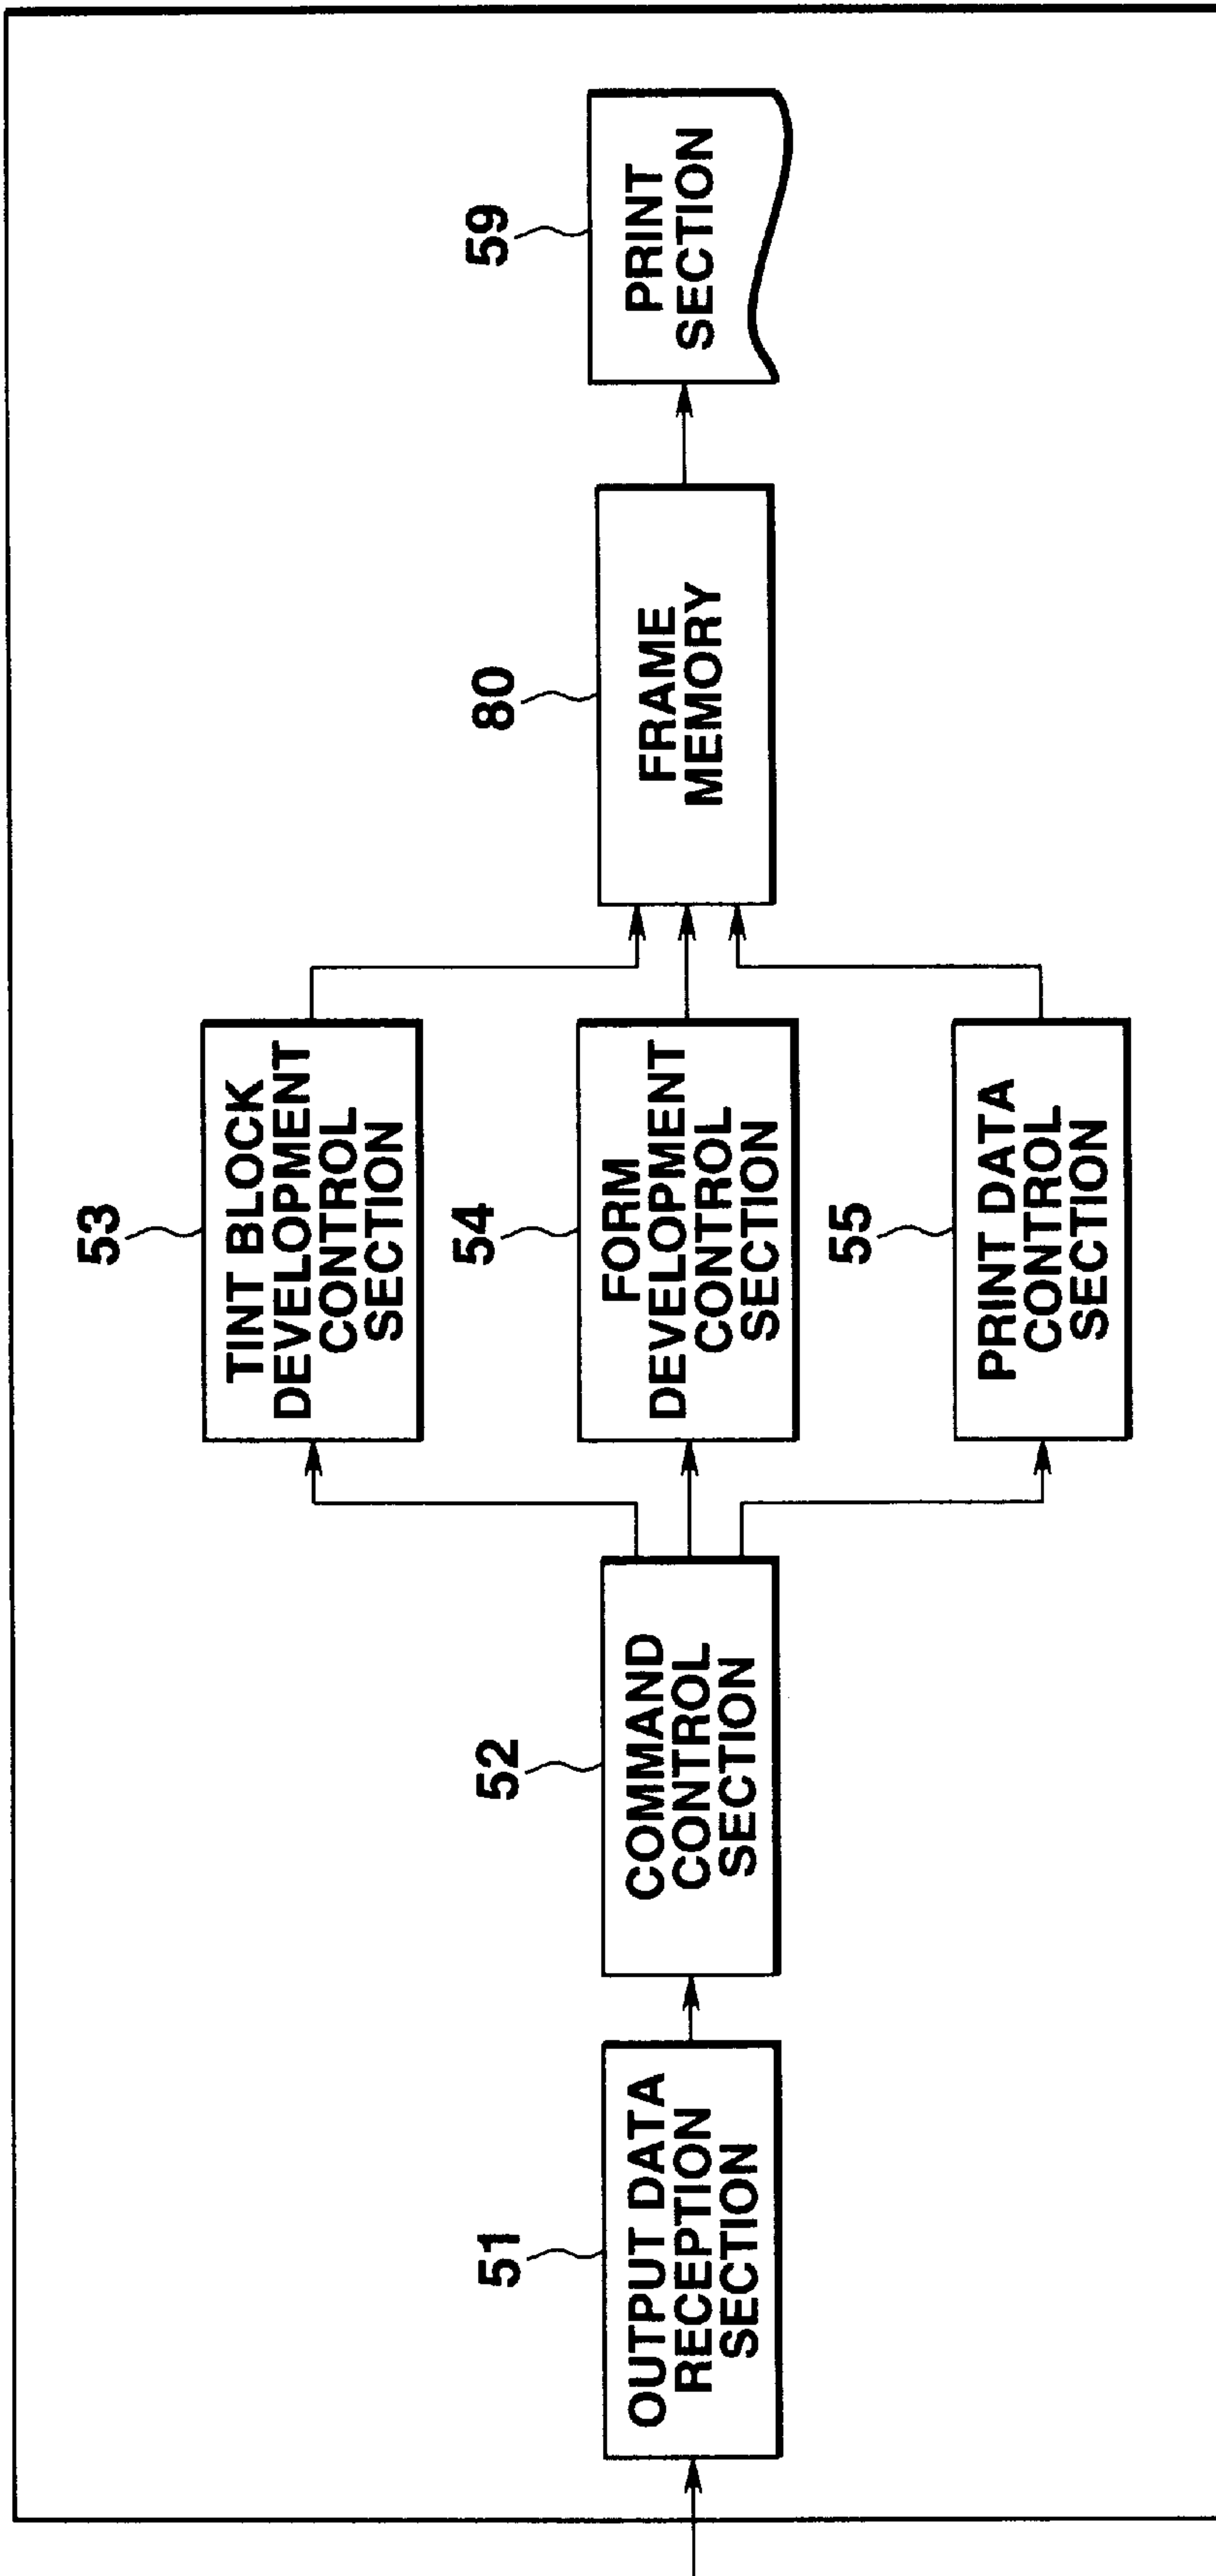 51
OUTPUT DATA
RECEPTION
SECTION
52
COMMAND
CONTROL
SECTION
53
TINT BLOCK
DEVELOPMENT
CONTROL
SECTION
54
FORM
DEVELOPMENT
CONTROL
SECTION
55
PRINT DATA
CONTROL
SECTION
80
FRAME
MEMORY
59
PRINT
SECTION